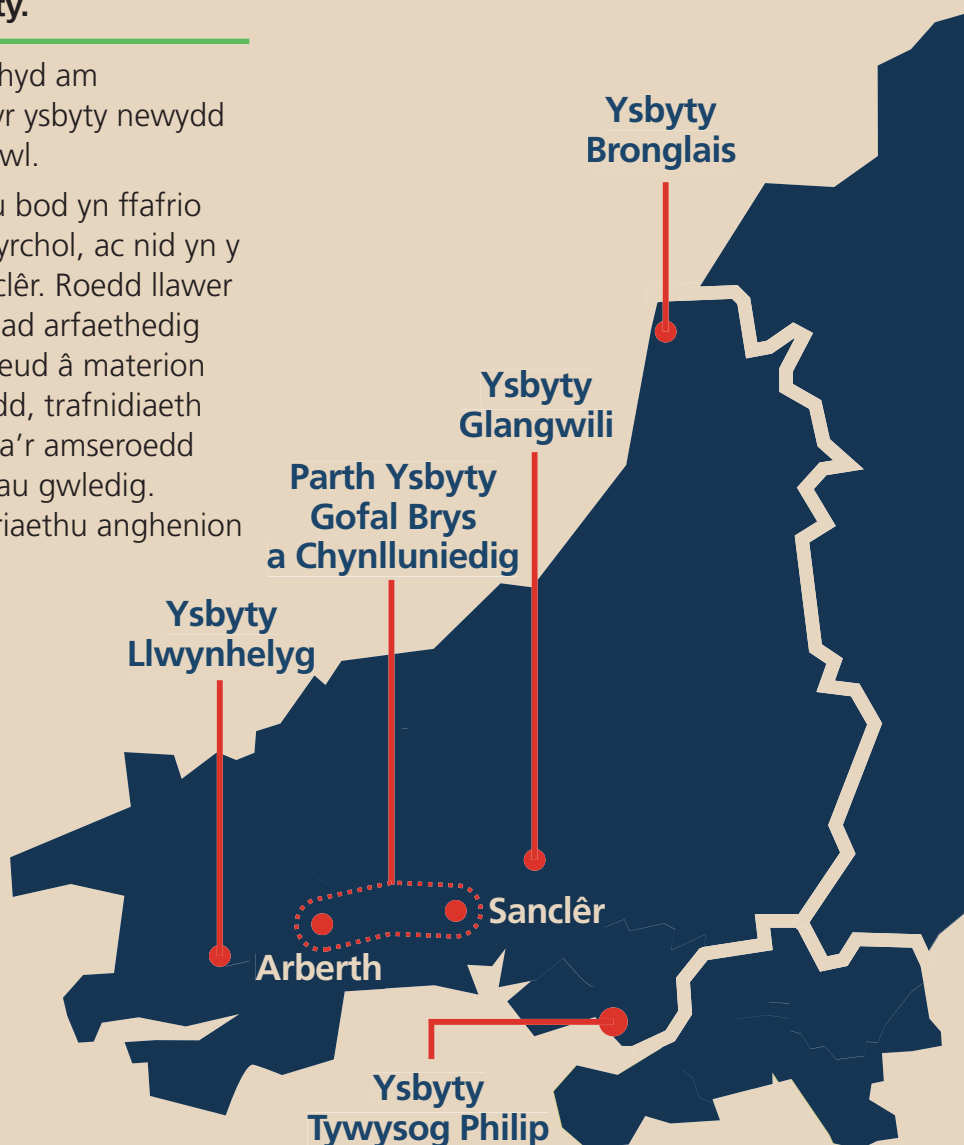 ty.
hyd am
yr ysbyty newydd
wl.
u bod yn ffafrio
yrchol, ac nid yn y
clêr. Roedd llawer
ad arfaethedig
eud â materion
dd, trafnidiaeth
a'r amseroedd
au gwledig.
riaethu anghenion
Ysbyty
Bronglais
Ysbyty
Glangwili
Parth Ysbyty
Gofal Brys
a Chynlluniedig
Ysbyty
Llwynhelyg
Sanclêr
Arberth
Ysbyty
Tywysog Philip